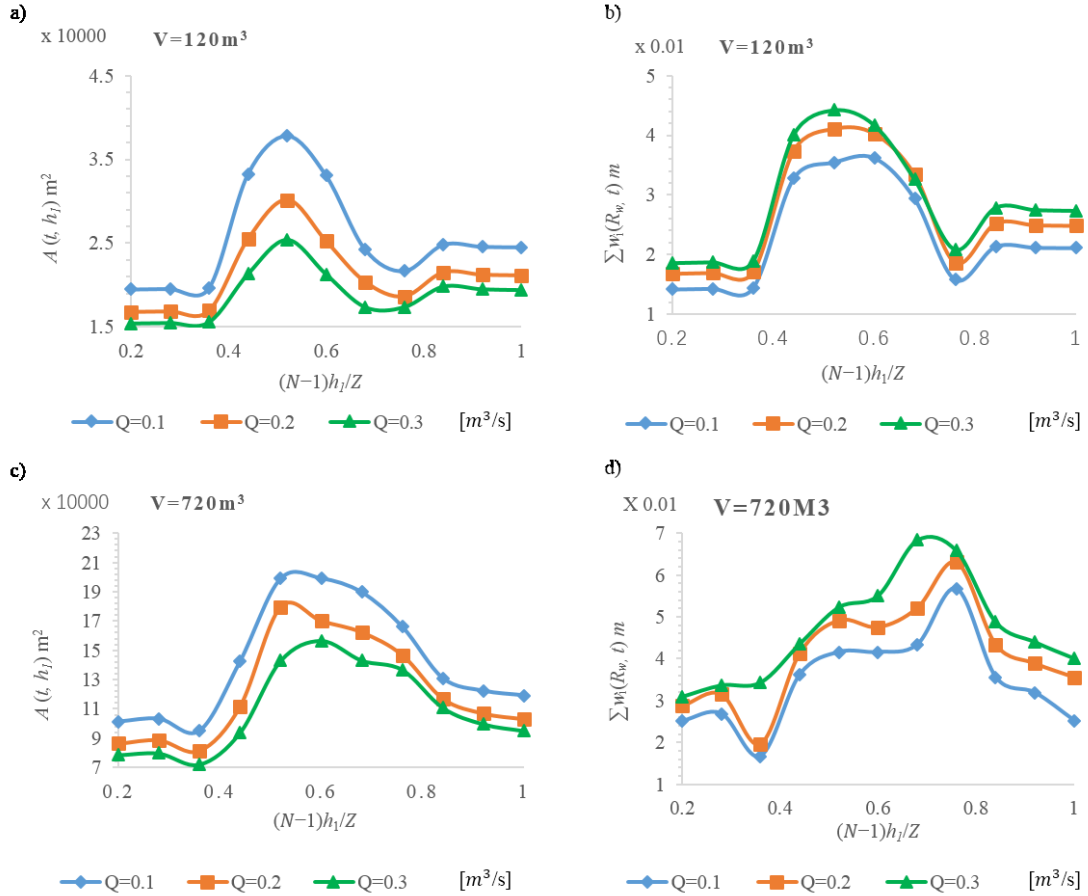 a)
x 10000 V=120m³
4.5
3.5
2.5
1.5
A (t, h₁) m²
0.2 0.4 0.6 0.8 1
(N−1)h₁/Z
Q=0.1 Q=0.2 Q=0.3 [m³/s]
b)
V=120m³
x 0.01
5
4
3
2
1
∑w₁(R_w, t) m
0.2 0.4 0.6 0.8 1
(N−1)h₁/Z
Q=0.1 Q=0.2 Q=0.3 [m³/s]
c)
x 10000 V=720m³
23
21
19
17
15
13
11
9
7
A (t, h₁) m²
0.2 0.4 0.6 0.8 1
(N−1)h₁/Z
Q=0.1 Q=0.2 Q=0.3 [m³/s]
d)
X 0.01 V=720M3
7
6
5
4
3
2
1
∑w₁(R_w, t) m
0.2 0.4 0.6 0.8 1
(N−1)h₁/Z
Q=0.1 Q=0.2 Q=0.3 [m³/s]